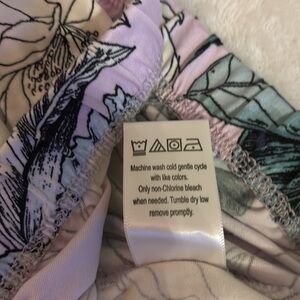 Machine wash cold gentle cycle
with like colors.
Only non-Chlorine bleach
when needed. Tumble dry low
remove promptly.